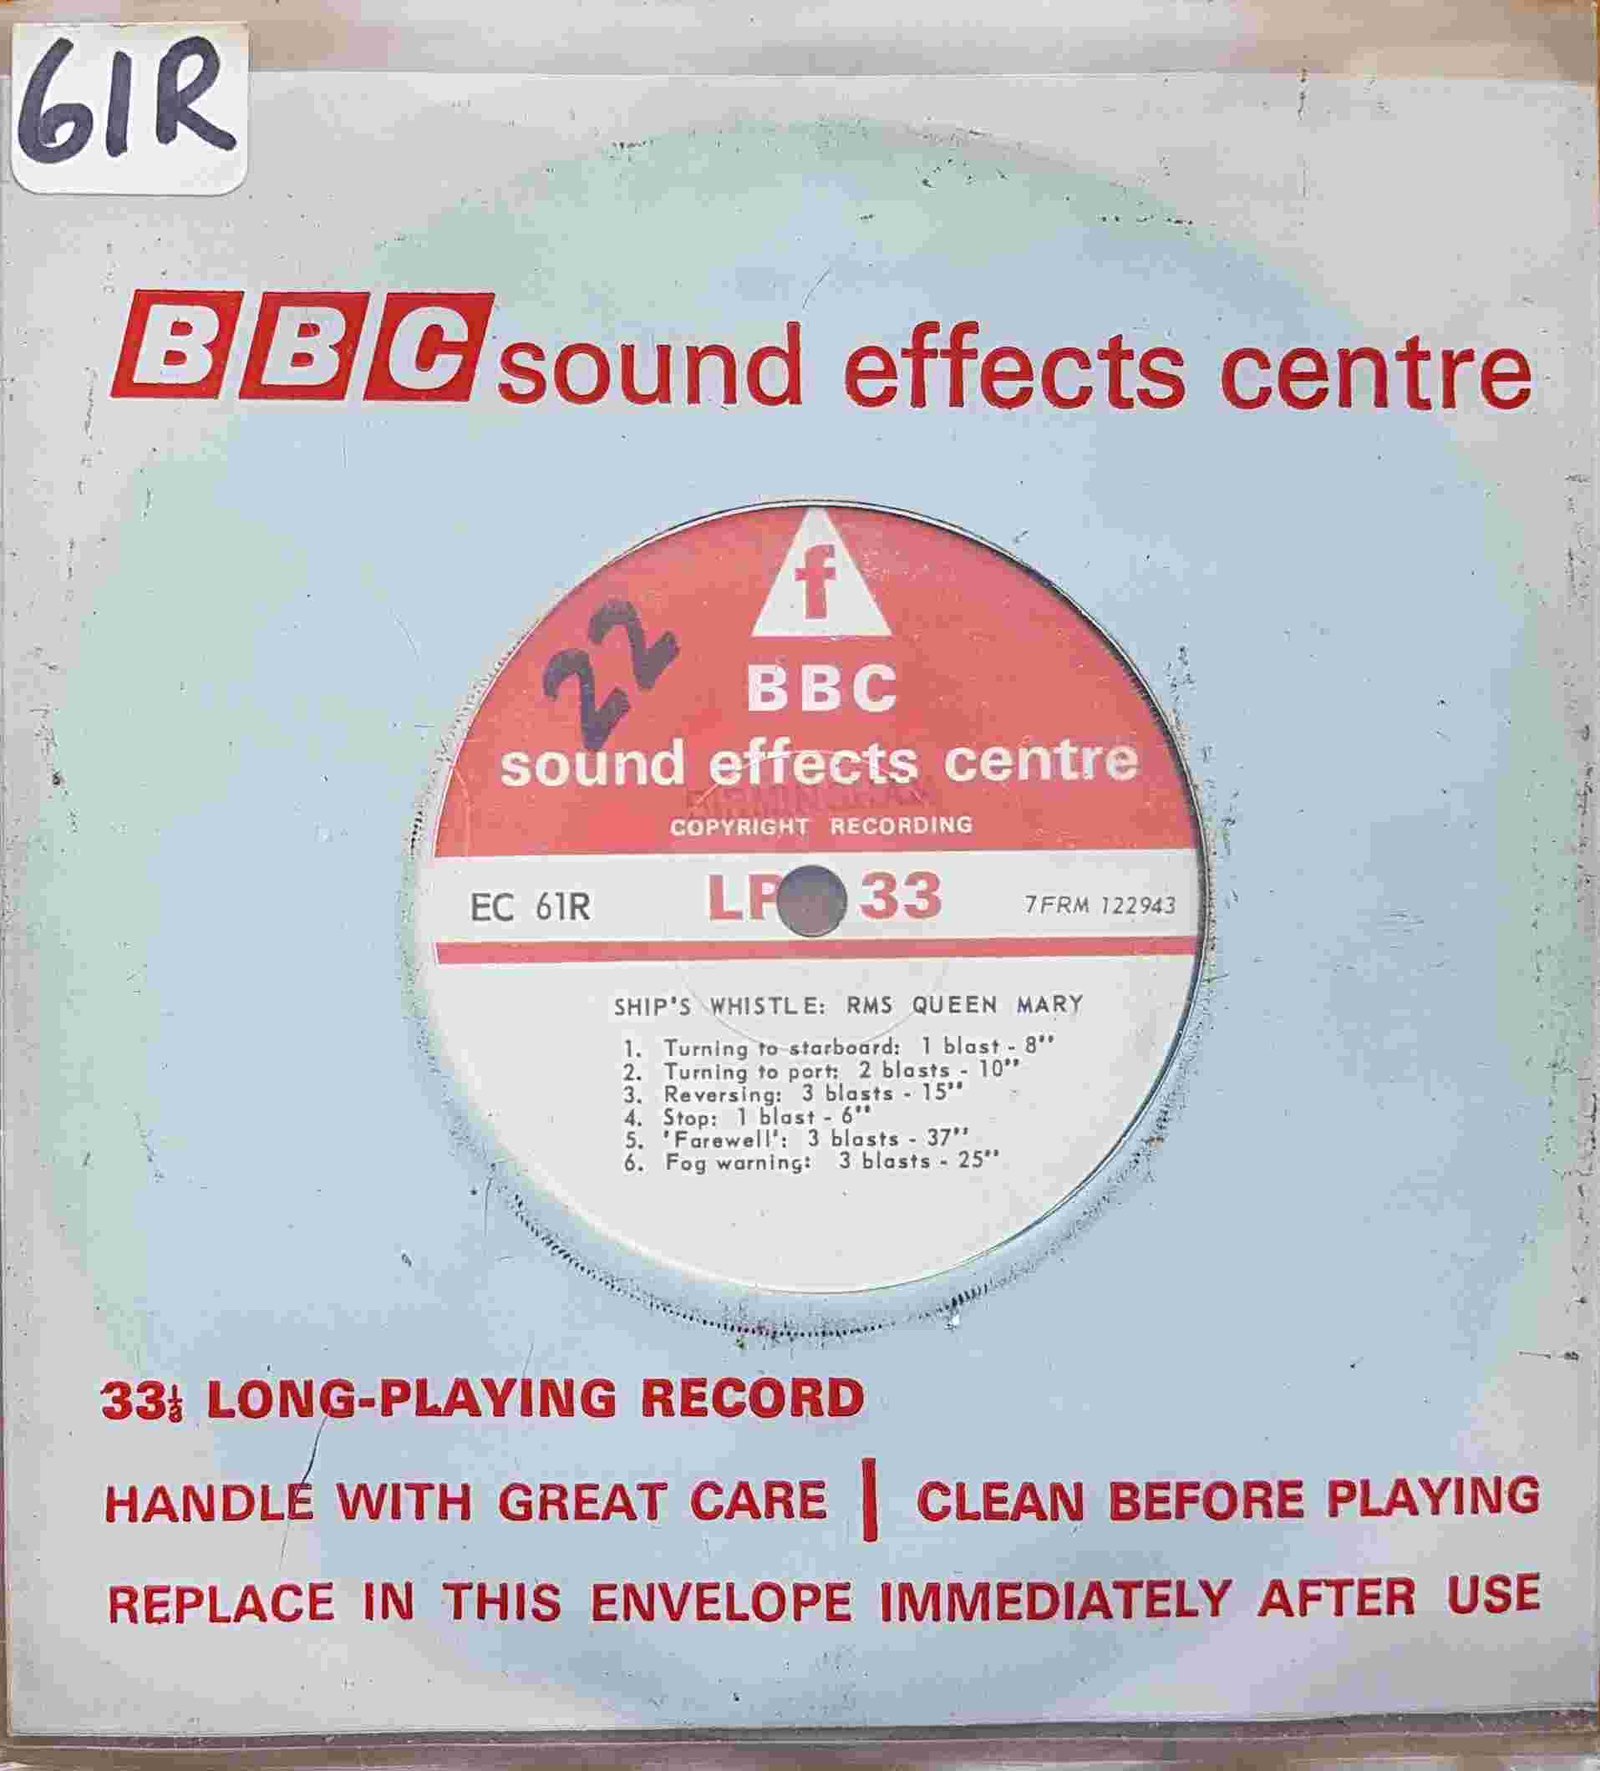 61R
BBC sound effects centre
22
f
BBC
sound effects centre
BIRMINGHAM
COPYRIGHT RECORDING
EC 61R LP 33 7FRM 122943
SHIP'S WHISTLE: RMS QUEEN MARY
1. Turning to starboard: 1 blast - 8"
2. Turning to port: 2 blasts - 10"
3. Reversing: 3 blasts - 15"
4. Stop: 1 blast - 6"
5. 'Farewell': 3 blasts - 37"
6. Fog warning: 3 blasts - 25"
33⅓ LONG-PLAYING RECORD
HANDLE WITH GREAT CARE | CLEAN BEFORE PLAYING
REPLACE IN THIS ENVELOPE IMMEDIATELY AFTER USE